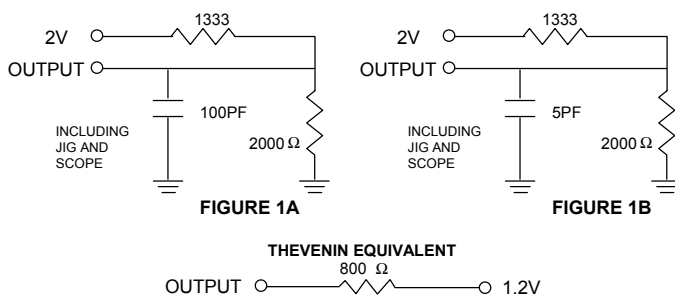 1333
2V
OUTPUT
100PF
INCLUDING
JIG AND
SCOPE
2000 Ω
FIGURE 1A
1333
2V
OUTPUT
5PF
INCLUDING
JIG AND
SCOPE
2000 Ω
FIGURE 1B
THEVENIN EQUIVALENT
800 Ω
OUTPUT 1.2V